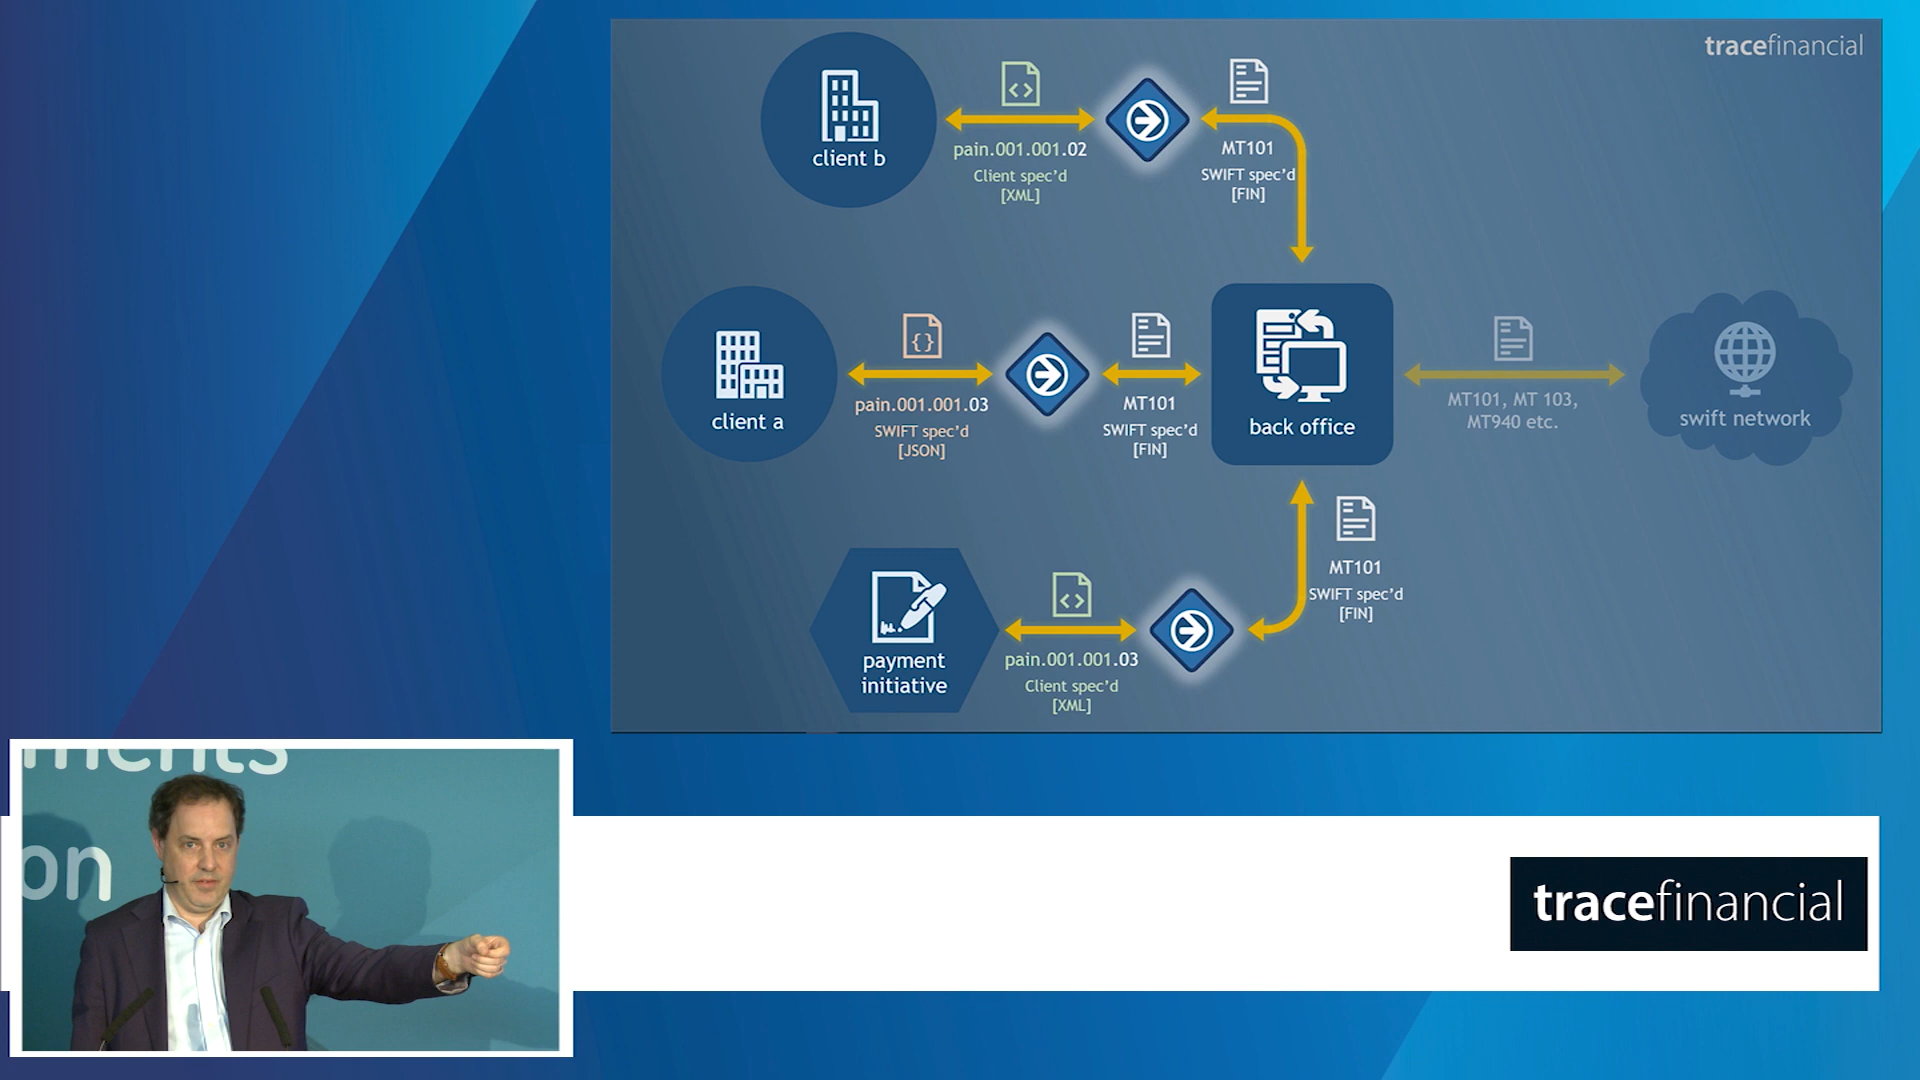 tracefinancial
client b
pain.001.001.02
Client spec'd
[XML]
MT101
SWIFT spec'd
[FIN]
client a
pain.001.001.03
SWIFT spec'd
[JSON]
MT101
SWIFT spec'd
[FIN]
back office
MT101, MT 103,
MT940 etc.
swift network
payment
initiative
pain.001.001.03
Client spec'd
[XML]
MT101
SWIFT spec'd
[FIN]
on
tracefinancial